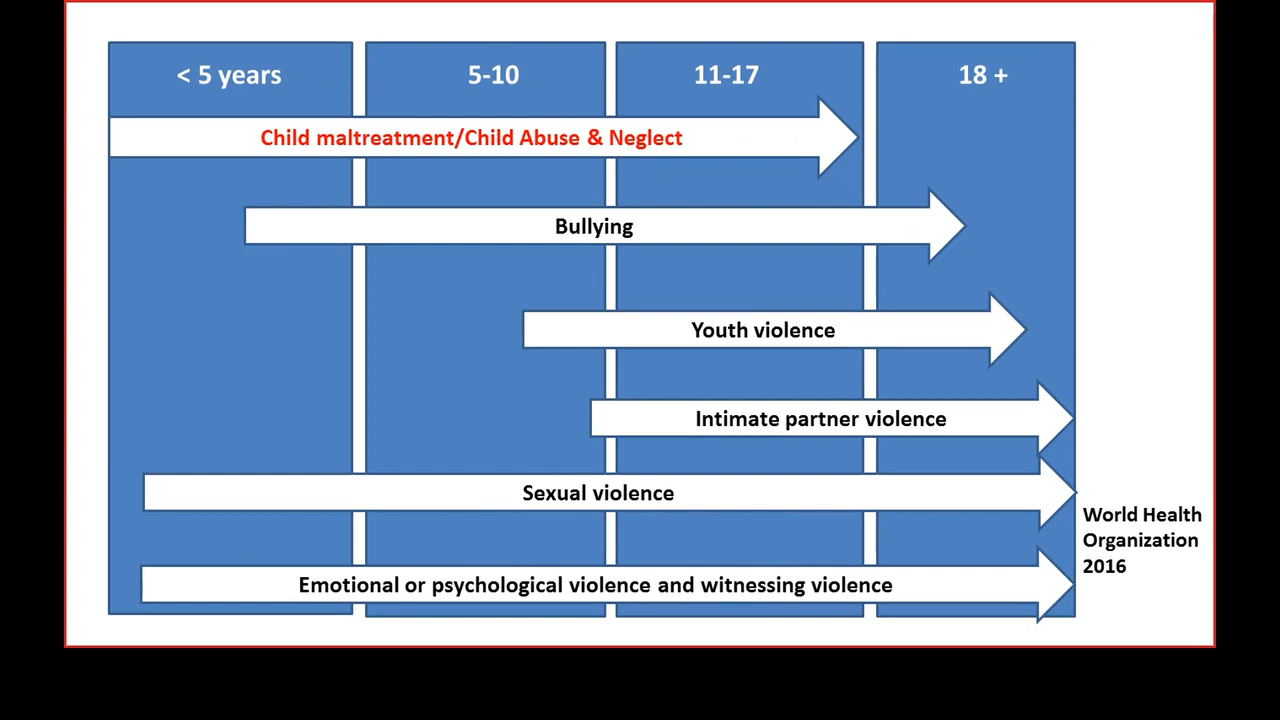 < 5 years
5-10
11-17
18 +
Child maltreatment/Child Abuse & Neglect
Bullying
Youth violence
Intimate partner violence
Sexual violence
Emotional or psychological violence and witnessing violence
World Health
Organization
2016